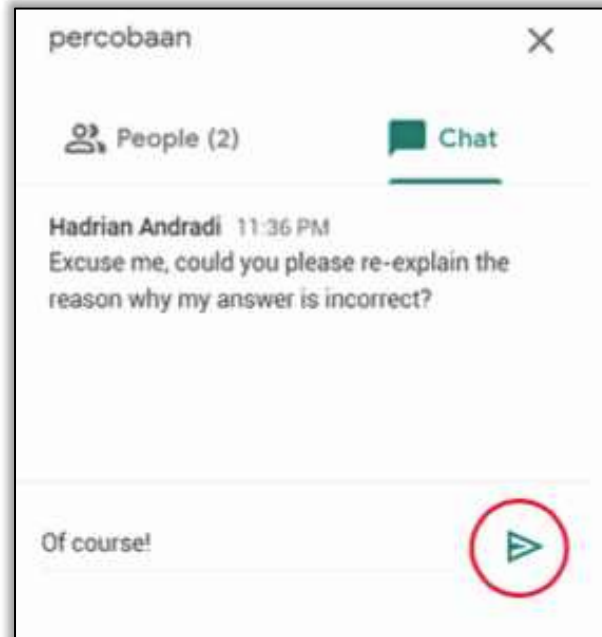 percobaan
People (2)
Chat
Hadrian Andradi 11:36 PM
Excuse me, could you please re-explain the
reason why my answer is incorrect?
Of course!